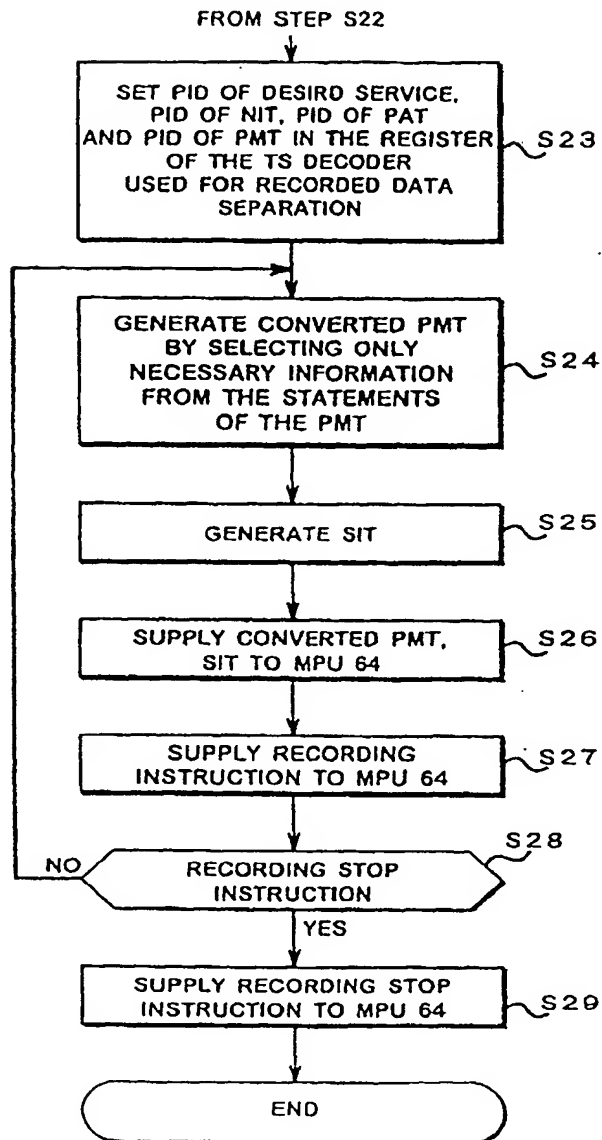 FROM STEP S22
SET PID OF DESIRD SERVICE,
PID OF NIT, PID OF PAT
AND PID OF PMT IN THE REGISTER
OF THE TS DECODER
USED FOR RECORDED DATA
SEPARATION
S23
GENERATE CONVERTED PMT
BY SELECTING ONLY
NECESSARY INFORMATION
FROM THE STATEMENTS
OF THE PMT
S24
GENERATE SIT
S25
SUPPLY CONVERTED PMT,
SIT TO MPU 64
S26
SUPPLY RECORDING
INSTRUCTION TO MPU 64
S27
S28
NO
RECORDING STOP
INSTRUCTION
YES
SUPPLY RECORDING STOP
INSTRUCTION TO MPU 64
S29
END